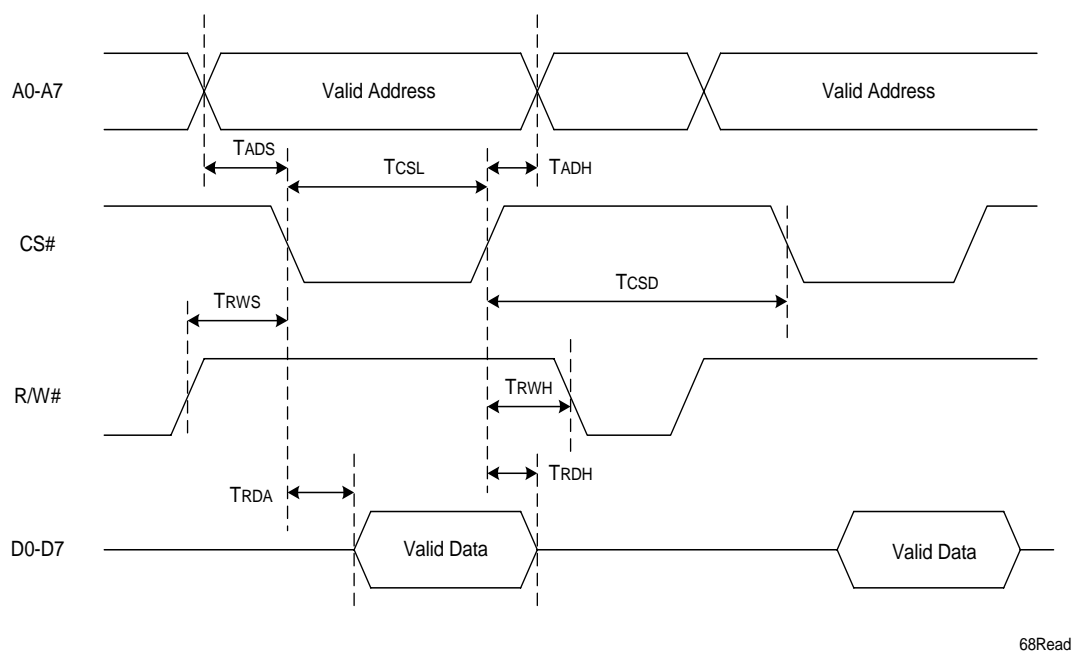 A0-A7
Valid Address
Valid Address
TADS
TCSL
TADH
CS#
TCSD
TRWS
R/W#
TRWH
TRDH
TRDA
D0-D7
Valid Data
Valid Data
68Read